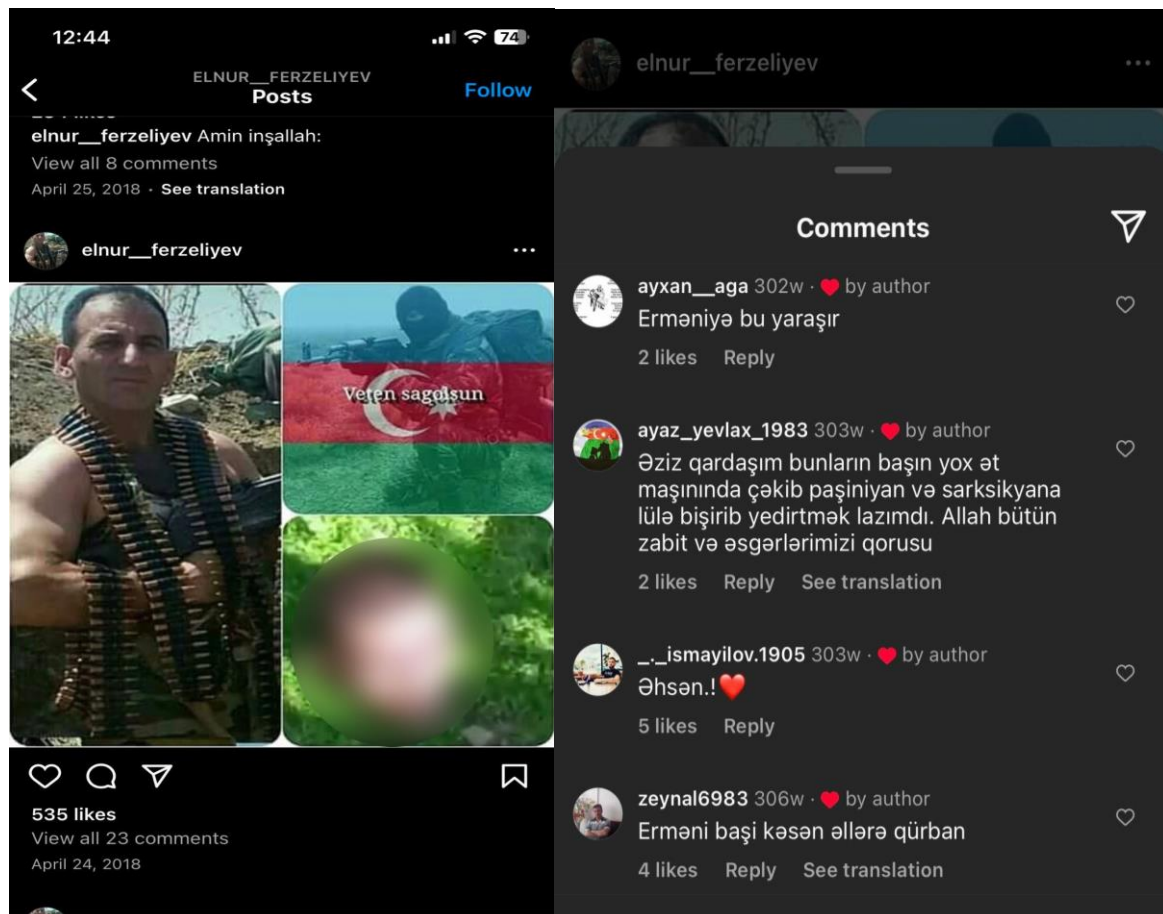 12:44
74
ELNUR__FERZELIYEV
Posts
Follow
elnur__ferzeliyev Amin inşallah:
View all 8 comments
April 25, 2018 · See translation
elnur__ferzeliyev
Veten sagolsun
535 likes
View all 23 comments
April 24, 2018
elnur__ferzeliyev
Comments
ayxan__aga 302w · by author
Erməniyə bu yaraşır
2 likes Reply
ayaz_yevlax_1983 303w · by author
Əziz qardaşım bunların başın yox ət
maşınında çəkib paşiniyan və sarksikyana
lülə bişirib yedirtmək lazımdı. Allah bütün
zabit və əsgərlərimizi qorusu
2 likes Reply See translation
_._ismayilov.1905 303w · by author
Əhsən.!❤️
5 likes Reply
zeynal6983 306w · by author
Erməni başi kəsən əllərə qürban
4 likes Reply See translation